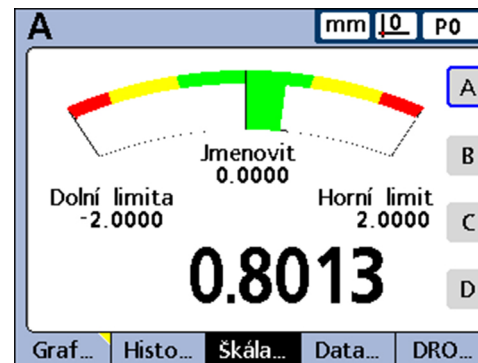 A
mm 0 P0
A
Jmenovit
0.0000
B
Dolní limita
Horní limit
-2.0000
2.0000
C
0.8013
D
Graf... Histo... Škála... Data... DRO...